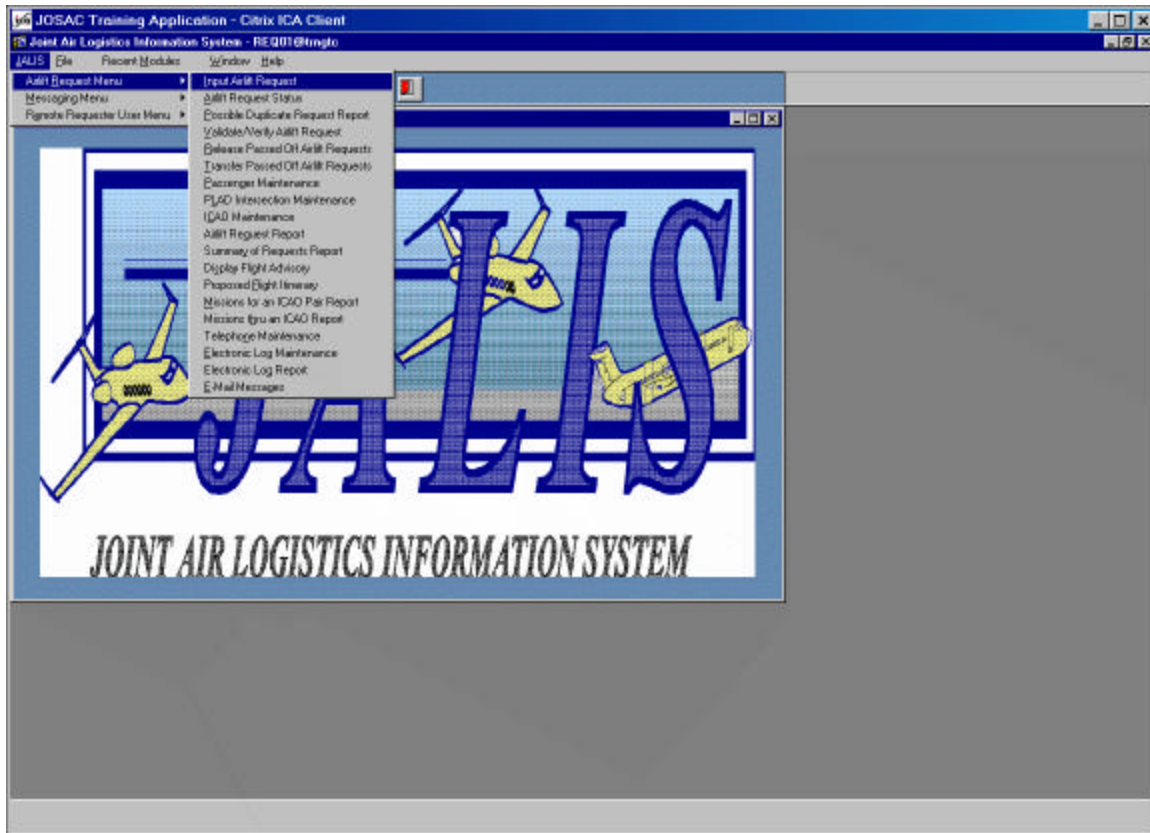 JOSAC Training Application - Citrix ICA Client
Joint Air Logistics Information System - REQ01@trngtc
JALIS File Recent Modules Window Help
Airlift Request Menu
Messaging Menu
Remote Requester User Menu
Input Airlift Request
Airlift Request Status
Possible Duplicate Request Report
Validate/Verify Airlift Request
Release Passed Off Airlift Requests
Transfer Passed Off Airlift Requests
Passenger Maintenance
PLAD Intersection Maintenance
ICAO Maintenance
Airlift Request Report
Summary of Requests Report
Display Flight Advisory
Proposed Flight Itinerary
Missions for an ICAO Pair Report
Missions thru an ICAO Report
Telephone Maintenance
Electronic Log Maintenance
Electronic Log Report
E-Mail Messages
JALIS
JOINT AIR LOGISTICS INFORMATION SYSTEM